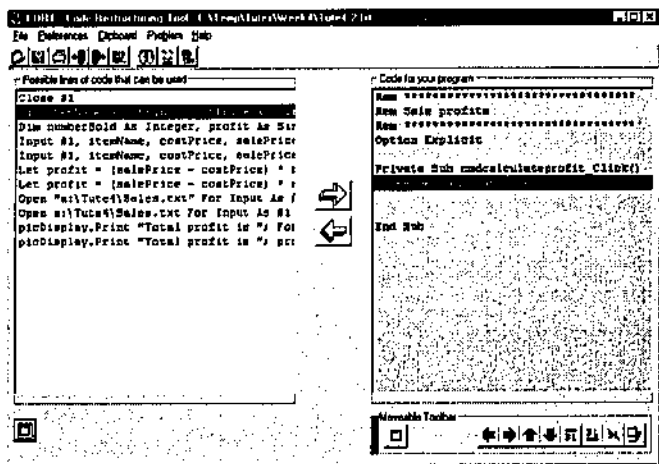 CORT - Code Restructuring Tool
File Preferences Clipboard Problem Help
Possible lines of code that can be used
Close #1
Dim numberSold As Integer, profit As
Input #1, itemName, costPrice, salePrice
Input #1, itemName, costPrice, salePrice
Let profit = (salePrice - costPrice) *
Let profit = (salePrice - costPrice) *
Open "a:\Tute4\Sales.txt" For Input As
Open a:\Tute4\Sales.txt For Input As #1
picDisplay.Print "Total profit is ";
picDisplay.Print "Total profit is ";
Code for your program
Rem
Rem Sale profits
Rem
Option Explicit
Private Sub cmdcalculateprofit_Click()
End Sub
Moveable Toolbar